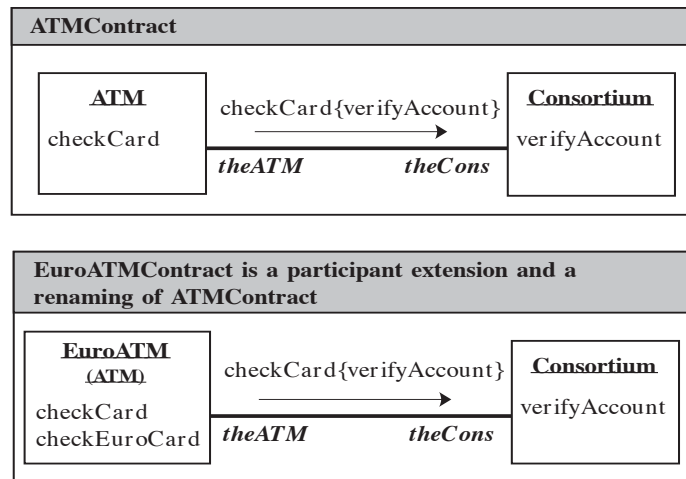 ATMContract
ATM
checkCard
checkCard{verifyAccount}
theATM
theCons
Consortium
verifyAccount
EuroATMContract is a participant extension and a
renaming of ATMContract
EuroATM
(ATM)
checkCard
checkEuroCard
checkCard{verifyAccount}
theATM
theCons
Consortium
verifyAccount